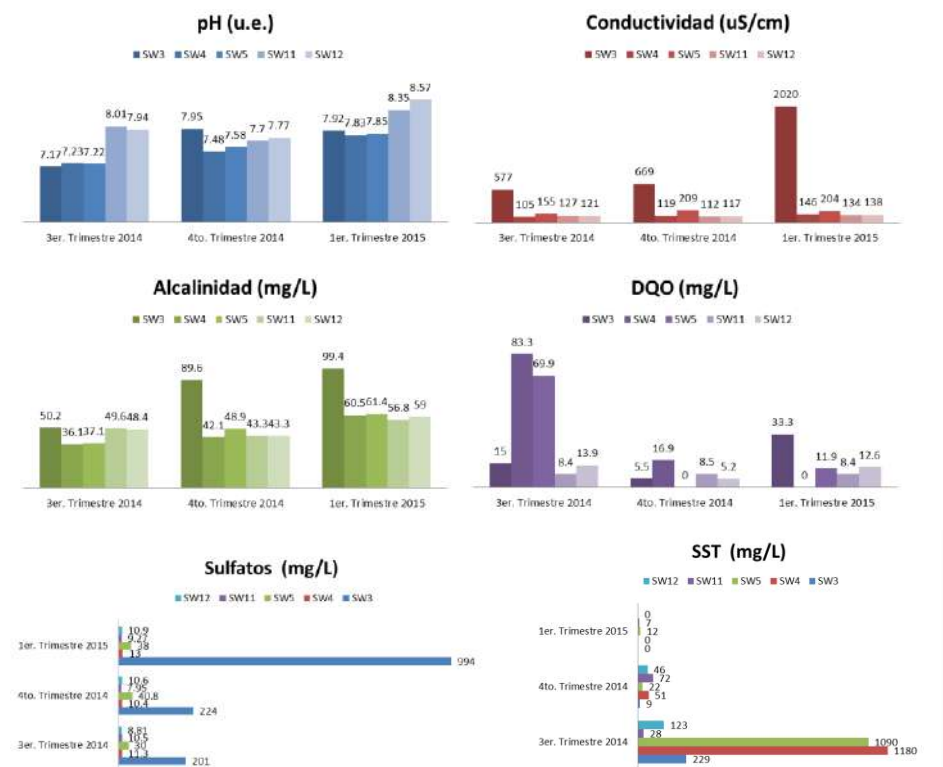 pH (u.e.)
SW3 SW4 SW5 SW11 SW12
7.17 7.23 7.22 8.01 7.94
7.95 7.48 7.58 7.7 7.77
7.92 7.83 7.85 8.35 8.57
3er. Trimestre 2014 4to. Trimestre 2014 1er. Trimestre 2015
Conductividad (uS/cm)
SW3 SW4 SW5 SW11 SW12
577 105 155 127 121
669 119 209 112 117
2020 146 204 134 138
3er. Trimestre 2014 4to. Trimestre 2014 1er. Trimestre 2015
Alcalinidad (mg/L)
SW3 SW4 SW5 SW11 SW12
50.2 36.1 37.1 49.6 48.4
89.6 42.1 48.9 43.3 43.3
99.4 60.5 61.4 56.8 59
3er. Trimestre 2014 4to. Trimestre 2014 1er. Trimestre 2015
DQO (mg/L)
SW3 SW4 SW5 SW11 SW12
15 83.3 69.9 8.4 13.9
5.5 16.9 0 8.5 5.2
33.3 0 11.9 8.4 12.6
3er. Trimestre 2014 4to. Trimestre 2014 1er. Trimestre 2015
Sulfatos (mg/L)
SW12 SW11 SW5 SW4 SW3
1er. Trimestre 2015
10.9
9.27
38
13
994
4to. Trimestre 2014
10.6
7.95
40.8
10.4
224
3er. Trimestre 2014
8.81
10.5
30
11.3
201
SST (mg/L)
SW12 SW11 SW5 SW4 SW3
1er. Trimestre 2015
0
7
12
0
0
4to. Trimestre 2014
46
72
22
51
9
3er. Trimestre 2014
123
28
1090
1180
229